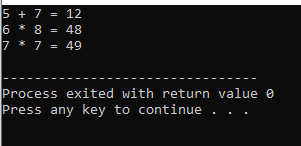 5 + 7 = 12
6 * 8 = 48
7 * 7 = 49
--------------------------------
Process exited with return value 0
Press any key to continue . . .